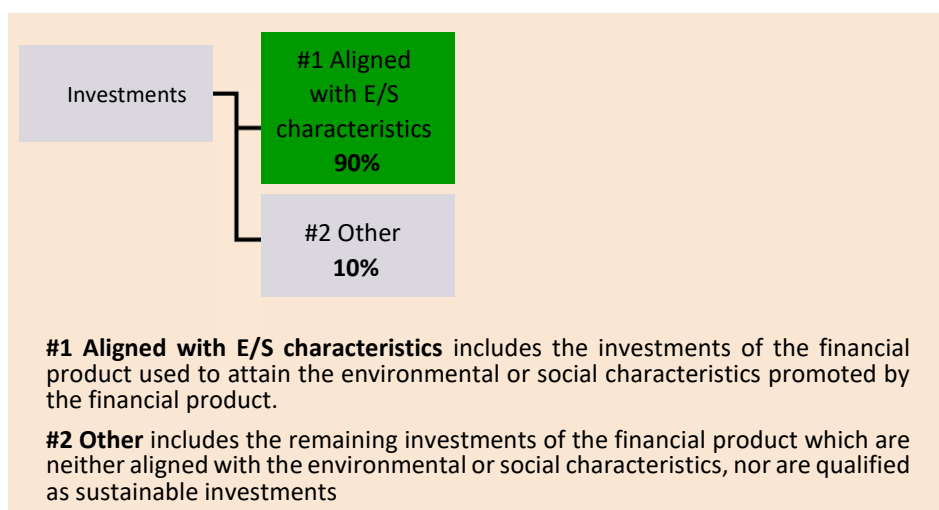 Investments
#1 Aligned
with E/S
characteristics
90%
#2 Other
10%
#1 Aligned with E/S characteristics includes the investments of the financial
product used to attain the environmental or social characteristics promoted by
the financial product.
#2 Other includes the remaining investments of the financial product which are
neither aligned with the environmental or social characteristics, nor are qualified
as sustainable investments